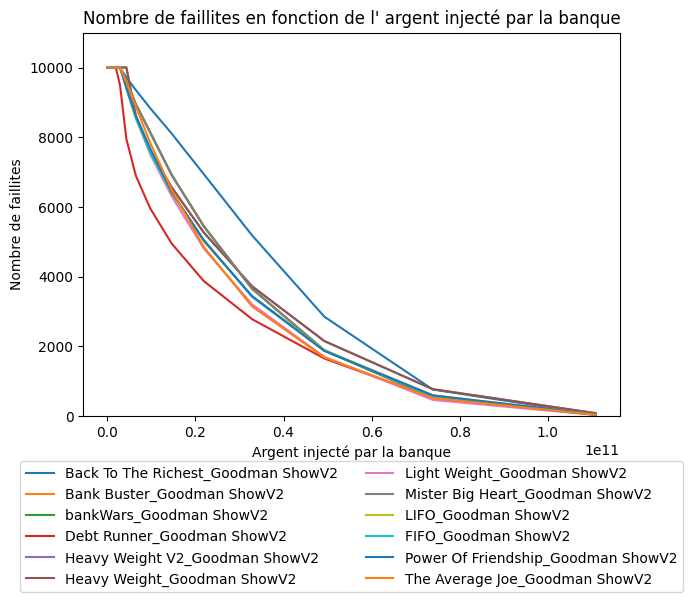 Nombre de faillites en fonction de l' argent injecté par la banque
Nombre de faillites
10000
8000
6000
4000
2000
0
0.0
0.2
0.4
0.6
0.8
1.0
1e11
Argent injecté par la banque
Back To The Richest_Goodman ShowV2
Bank Buster_Goodman ShowV2
bankWars_Goodman ShowV2
Debt Runner_Goodman ShowV2
Heavy Weight V2_Goodman ShowV2
Heavy Weight_Goodman ShowV2
Light Weight_Goodman ShowV2
Mister Big Heart_Goodman ShowV2
LIFO_Goodman ShowV2
FIFO_Goodman ShowV2
Power Of Friendship_Goodman ShowV2
The Average Joe_Goodman ShowV2